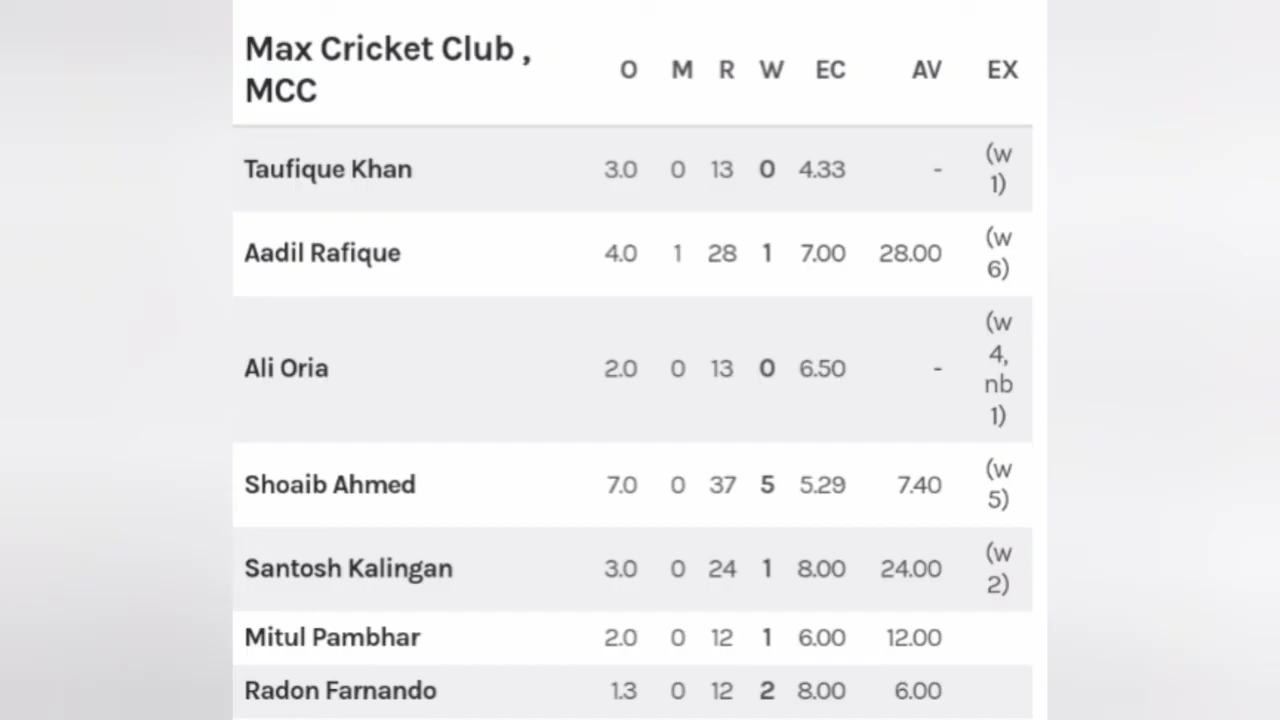 Max Cricket Club , MCC O M R W EC AV EX
Taufique Khan 3.0 0 13 0 4.33 - (w 1)
Aadil Rafique 4.0 1 28 1 7.00 28.00 (w 6)
Ali Oria 2.0 0 13 0 6.50 - (w 4, nb 1)
Shoaib Ahmed 7.0 0 37 5 5.29 7.40 (w 5)
Santosh Kalingan 3.0 0 24 1 8.00 24.00 (w 2)
Mitul Pambhar 2.0 0 12 1 6.00 12.00
Radon Farnando 1.3 0 12 2 8.00 6.00